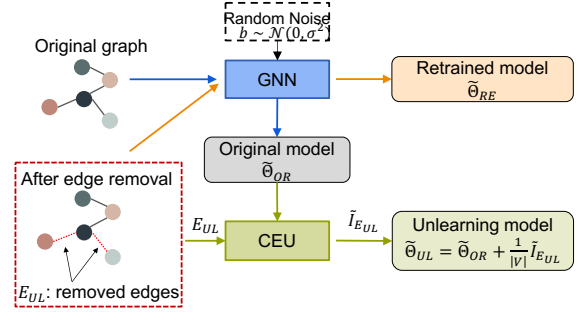 Random Noise
b ~ 𝒩(0, σ²)
Original graph
GNN
Retrained model
Θ̃_RE
Original model
Θ̃_OR
After edge removal
E_UL
Ĩ_{E_UL}
CEU
Unlearning model
Θ̃_UL = Θ̃_OR + 1/|V| Ĩ_{E_UL}
E_UL: removed edges